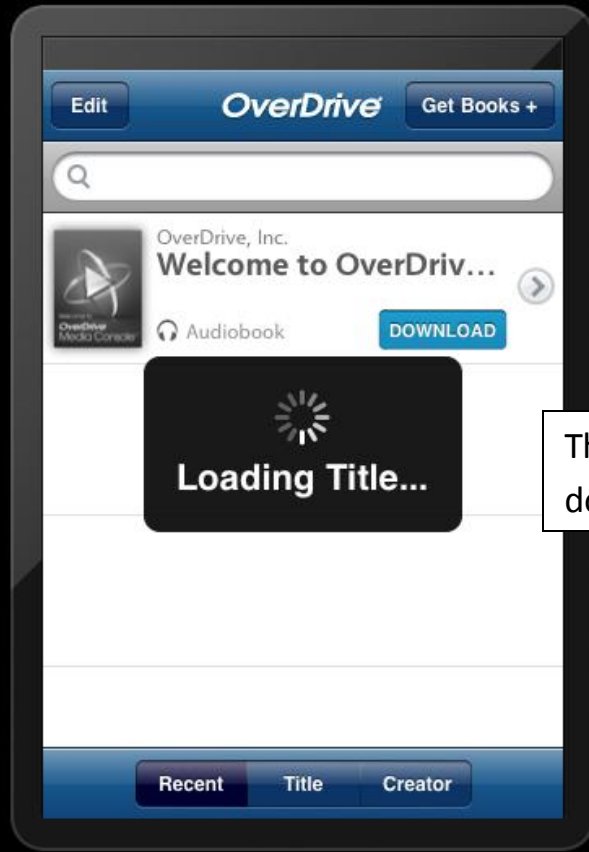 Edit OverDrive Get Books +
OverDrive, Inc.
Welcome to OverDriv...
Audiobook DOWNLOAD
Loading Title...
Recent Title Creator